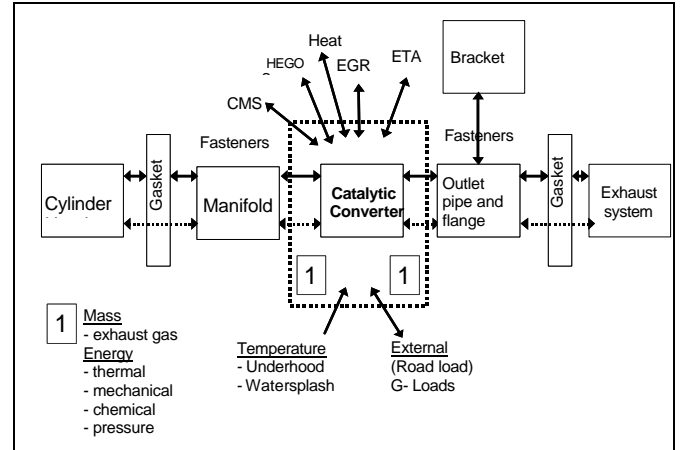 Heat
HEGO
EGR
ETA
CMS
Bracket
Fasteners
Fasteners
Cylinder
Gasket
Manifold
Catalytic
Converter
Outlet
pipe and
flange
Gasket
Exhaust
system
1
1
1
Mass
- exhaust gas
Energy
- thermal
- mechanical
- chemical
- pressure
Temperature
- Underhood
- Watersplash
External
(Road load)
G- Loads